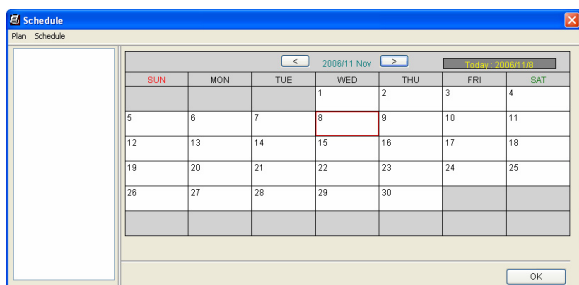 Schedule
Plan Schedule
< 2006/11 Nov > Today: 2006/11/8
SUN MON TUE WED THU FRI SAT
1 2 3 4
5 6 7 8 9 10 11
12 13 14 15 16 17 18
19 20 21 22 23 24 25
26 27 28 29 30
OK